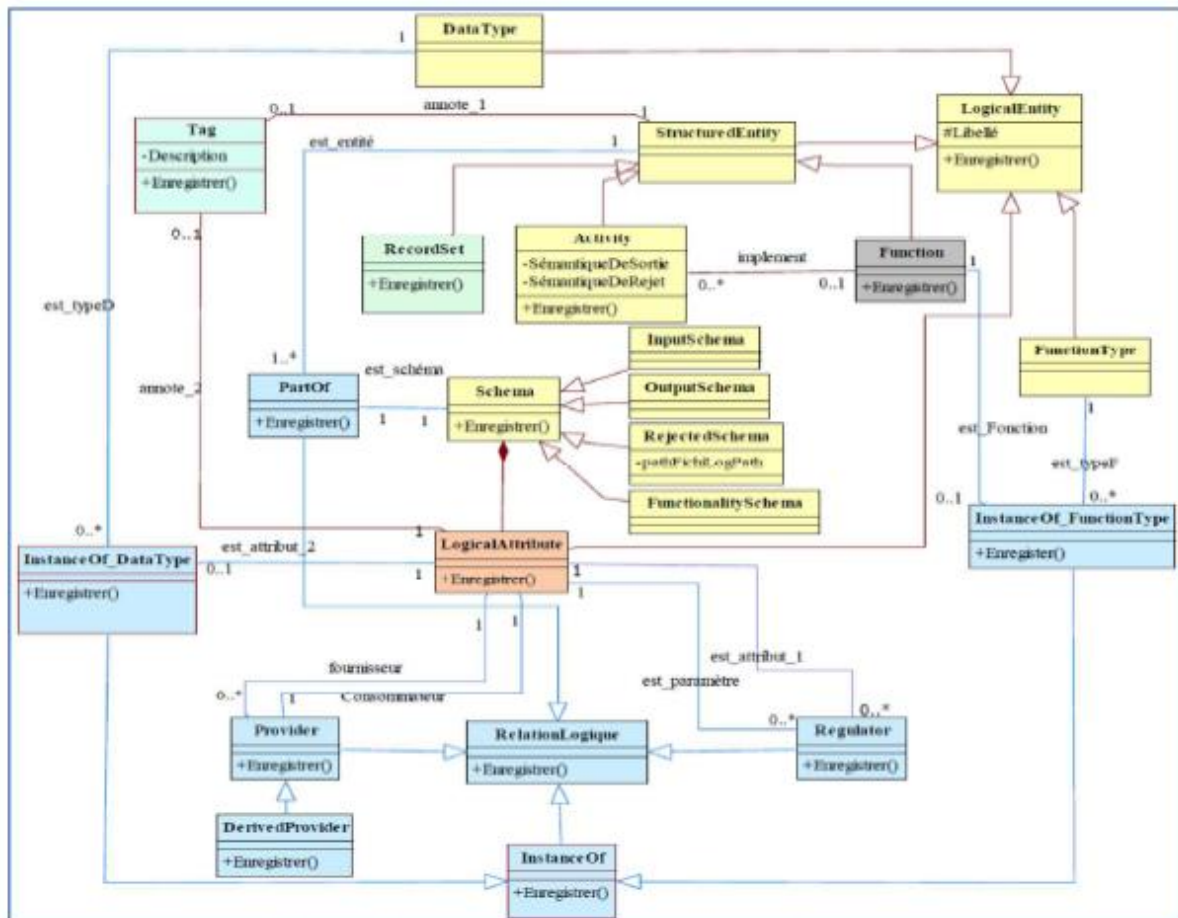 DataType
1
LogicalEntity
#Libellé
+Enregistrer()
0..1
annote_1
1
Tag
-Description
+Enregistrer()
est_entité
1
StructuredEntity
0..1
RecordSet
+Enregistrer()
Activity
-SémantiqueDeSortie
-SémantiqueDeRejet
+Enregistrer()
implement
0..*
0..1
Function
+Enregistrer()
1
est_typeD
InputSchema
FunctionType
1..*
est_schéma
annote_2
PartOf
+Enregistrer()
1
1
Schema
+Enregistrer()
OutputSchema
RejectedSchema
-pathFichLogPath
FunctionalitySchema
1
est_Fonction
est_typeF
0..1
0..*
0..*
InstanceOf_DataType
+Enregistrer()
0..1
est_attribut_2
1
1
LogicalAttribute
+Enregistrer()
1
1
InstanceOf_FunctionType
+Enregister()
1
1
fournisseur
est_attribut_1
est_paramètre
0..*
1
Consommateur
0..*
0..*
Provider
+Enregistrer()
RelationLogique
+Enregistrer()
Regulator
+Enregistrer()
DerivedProvider
+Enregistrer()
InstanceOf
+Enregistrer()